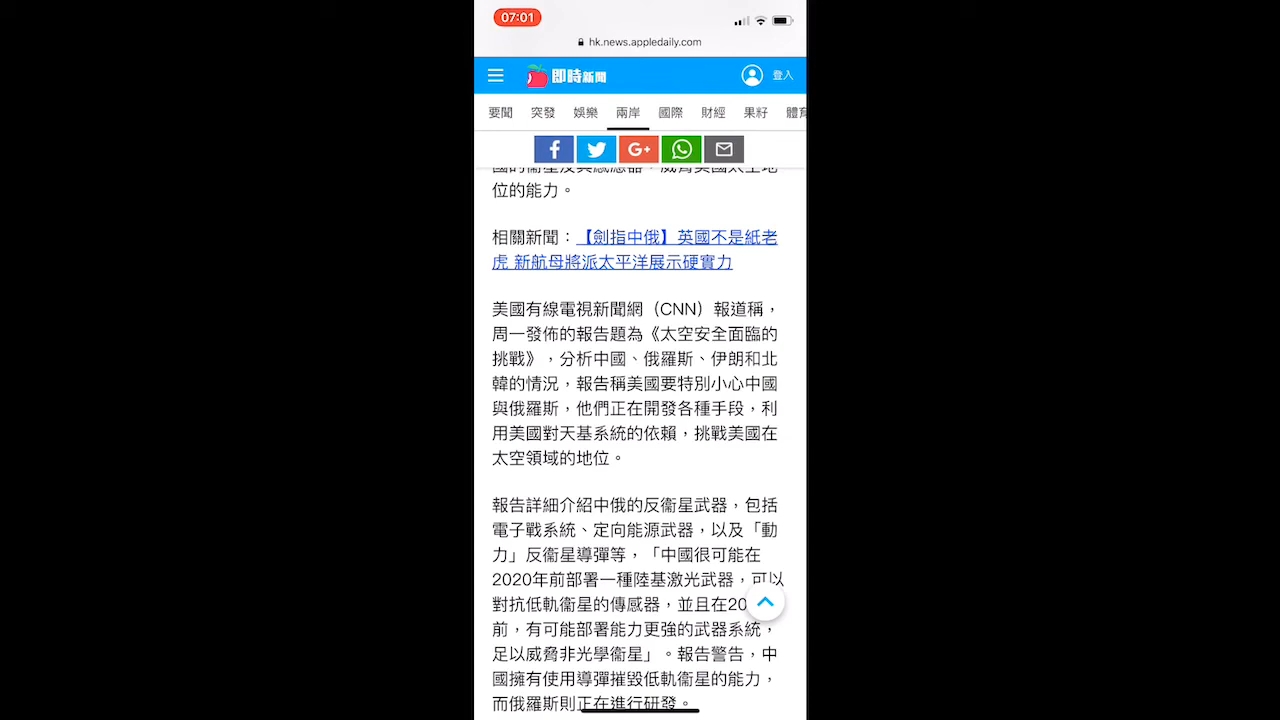 07:01
hk.news.appledaily.com
即時新聞
登入
要聞 突發 娛樂 兩岸 國際 財經 果籽 體育
位的能力。
相關新聞：【劍指中俄】英國不是紙老
虎 新航母將派太平洋展示硬實力
美國有線電視新聞網（CNN）報道稱，
周一發佈的報告題為《太空安全面臨的
挑戰》，分析中國、俄羅斯、伊朗和北
韓的情況，報告稱美國要特別小心中國
與俄羅斯，他們正在開發各種手段，利
用美國對天基系統的依賴，挑戰美國在
太空領域的地位。
報告詳細介紹中俄的反衞星武器，包括
電子戰系統、定向能源武器，以及「動
力」反衞星導彈等，「中國很可能在
2020年前部署一種陸基激光武器，可以
對抗低軌衞星的傳感器，並且在20
前，有可能部署能力更強的武器系統，
足以威脅非光學衞星」。報告警告，中
國擁有使用導彈摧毀低軌衞星的能力，
而俄羅斯則正在進行研發。